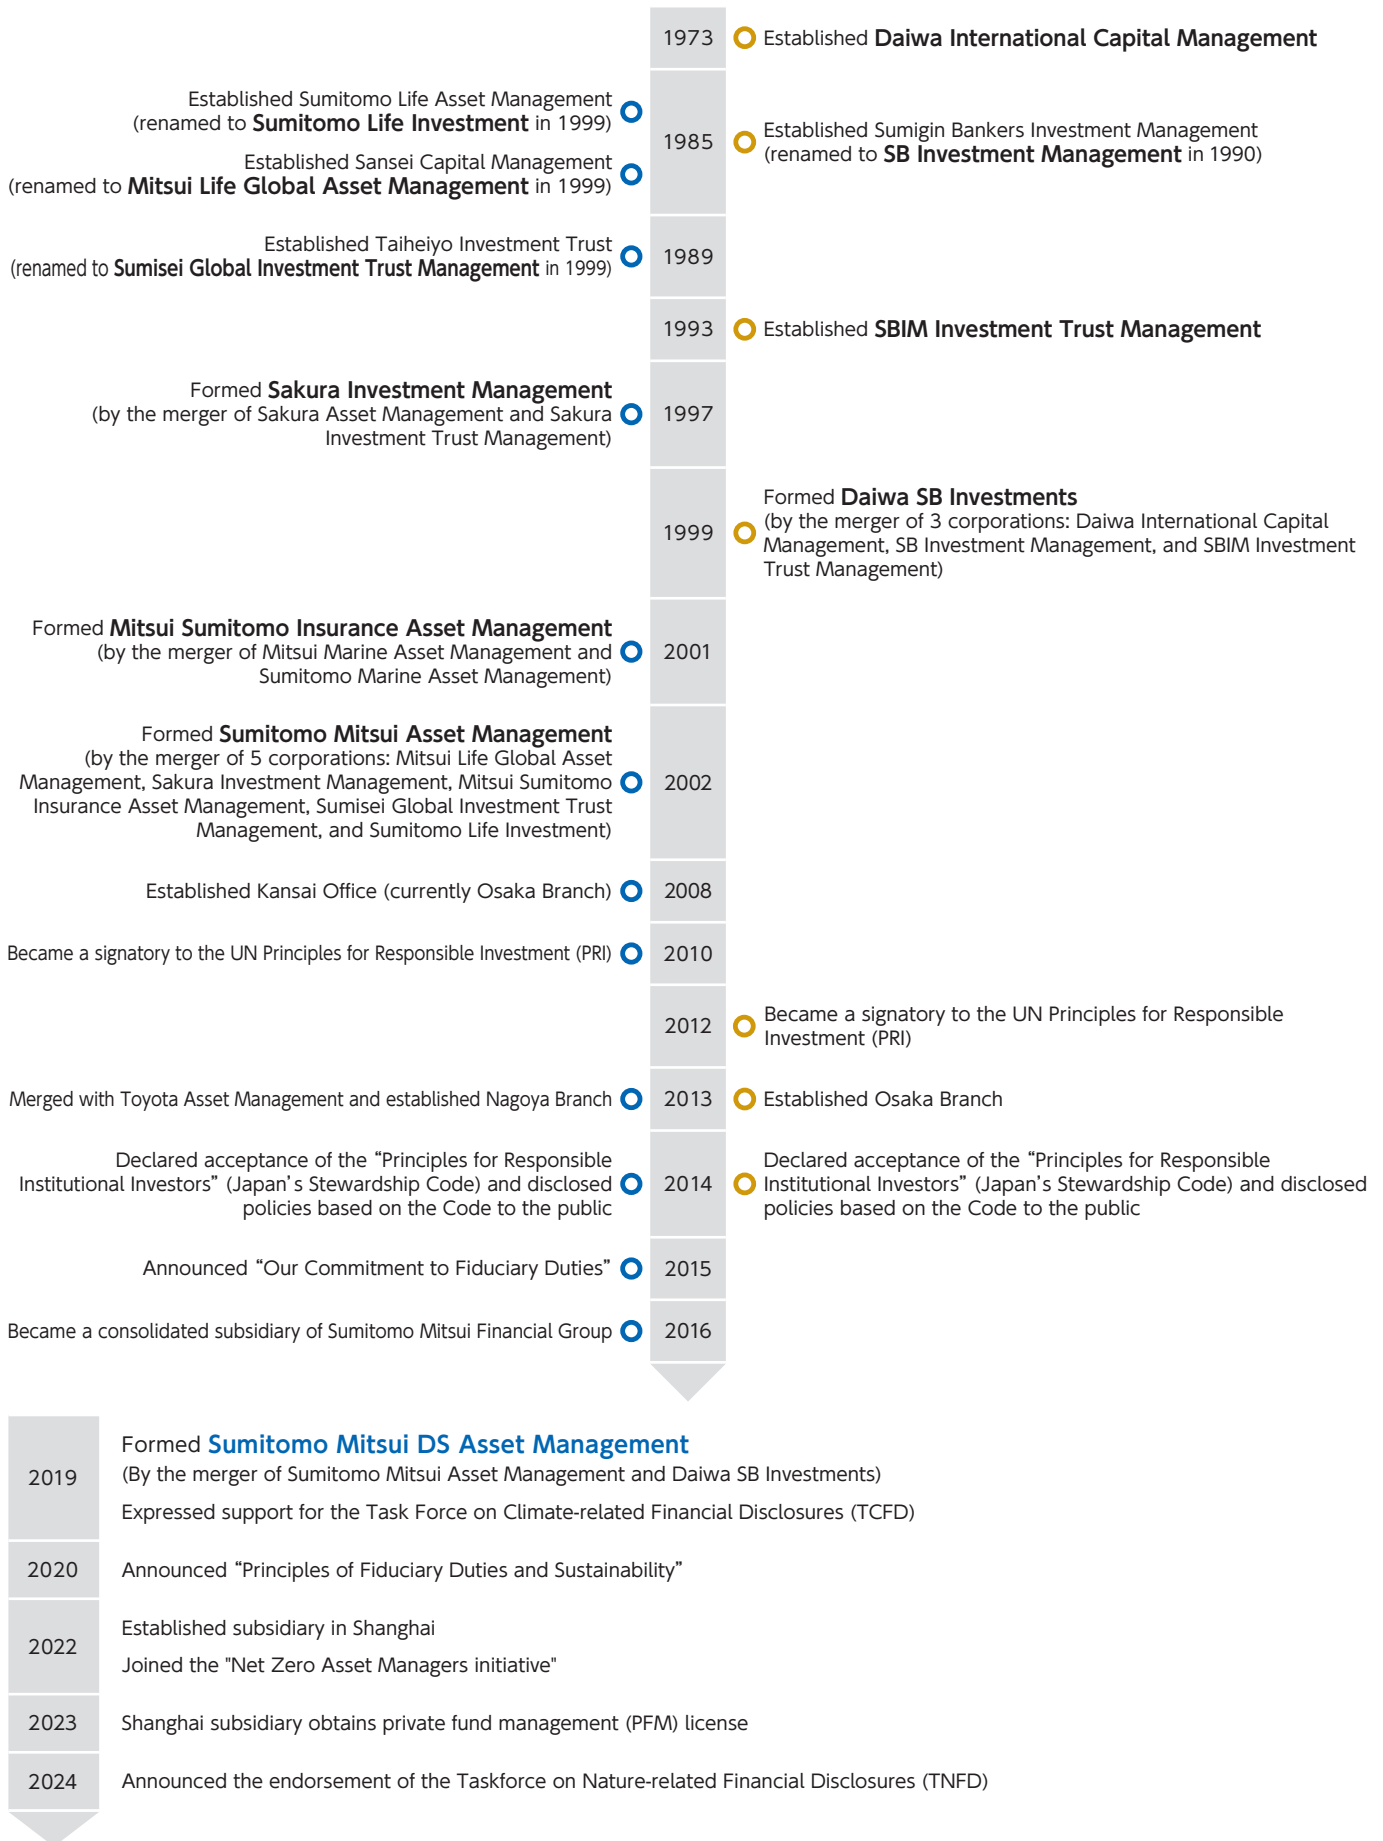 1973
Established Daiwa International Capital Management
Established Sumitomo Life Asset Management
(renamed to Sumitomo Life Investment in 1999)
Established Sansei Capital Management
(renamed to Mitsui Life Global Asset Management in 1999)
1985
Established Sumigin Bankers Investment Management
(renamed to SB Investment Management in 1990)
Established Taiheiyo Investment Trust
(renamed to Sumisei Global Investment Trust Management in 1999)
1989
1993
Established SBIM Investment Trust Management
Formed Sakura Investment Management
(by the merger of Sakura Asset Management and Sakura
Investment Trust Management)
1997
1999
Formed Daiwa SB Investments
(by the merger of 3 corporations: Daiwa International Capital
Management, SB Investment Management, and SBIM Investment
Trust Management)
Formed Mitsui Sumitomo Insurance Asset Management
(by the merger of Mitsui Marine Asset Management and
Sumitomo Marine Asset Management)
2001
Formed Sumitomo Mitsui Asset Management
(by the merger of 5 corporations: Mitsui Life Global Asset
Management, Sakura Investment Management, Mitsui Sumitomo
Insurance Asset Management, Sumisei Global Investment Trust
Management, and Sumitomo Life Investment)
2002
Established Kansai Office (currently Osaka Branch)
2008
Became a signatory to the UN Principles for Responsible Investment (PRI)
2010
2012
Became a signatory to the UN Principles for Responsible
Investment (PRI)
Merged with Toyota Asset Management and established Nagoya Branch
2013
Established Osaka Branch
Declared acceptance of the “Principles for Responsible
Institutional Investors” (Japan’s Stewardship Code) and disclosed
policies based on the Code to the public
2014
Declared acceptance of the “Principles for Responsible
Institutional Investors” (Japan’s Stewardship Code) and disclosed
policies based on the Code to the public
Announced “Our Commitment to Fiduciary Duties”
2015
Became a consolidated subsidiary of Sumitomo Mitsui Financial Group
2016
2019
Formed Sumitomo Mitsui DS Asset Management
(By the merger of Sumitomo Mitsui Asset Management and Daiwa SB Investments)
Expressed support for the Task Force on Climate-related Financial Disclosures (TCFD)
2020
Announced “Principles of Fiduciary Duties and Sustainability”
2022
Established subsidiary in Shanghai
Joined the "Net Zero Asset Managers initiative"
2023
Shanghai subsidiary obtains private fund management (PFM) license
2024
Announced the endorsement of the Taskforce on Nature-related Financial Disclosures (TNFD)